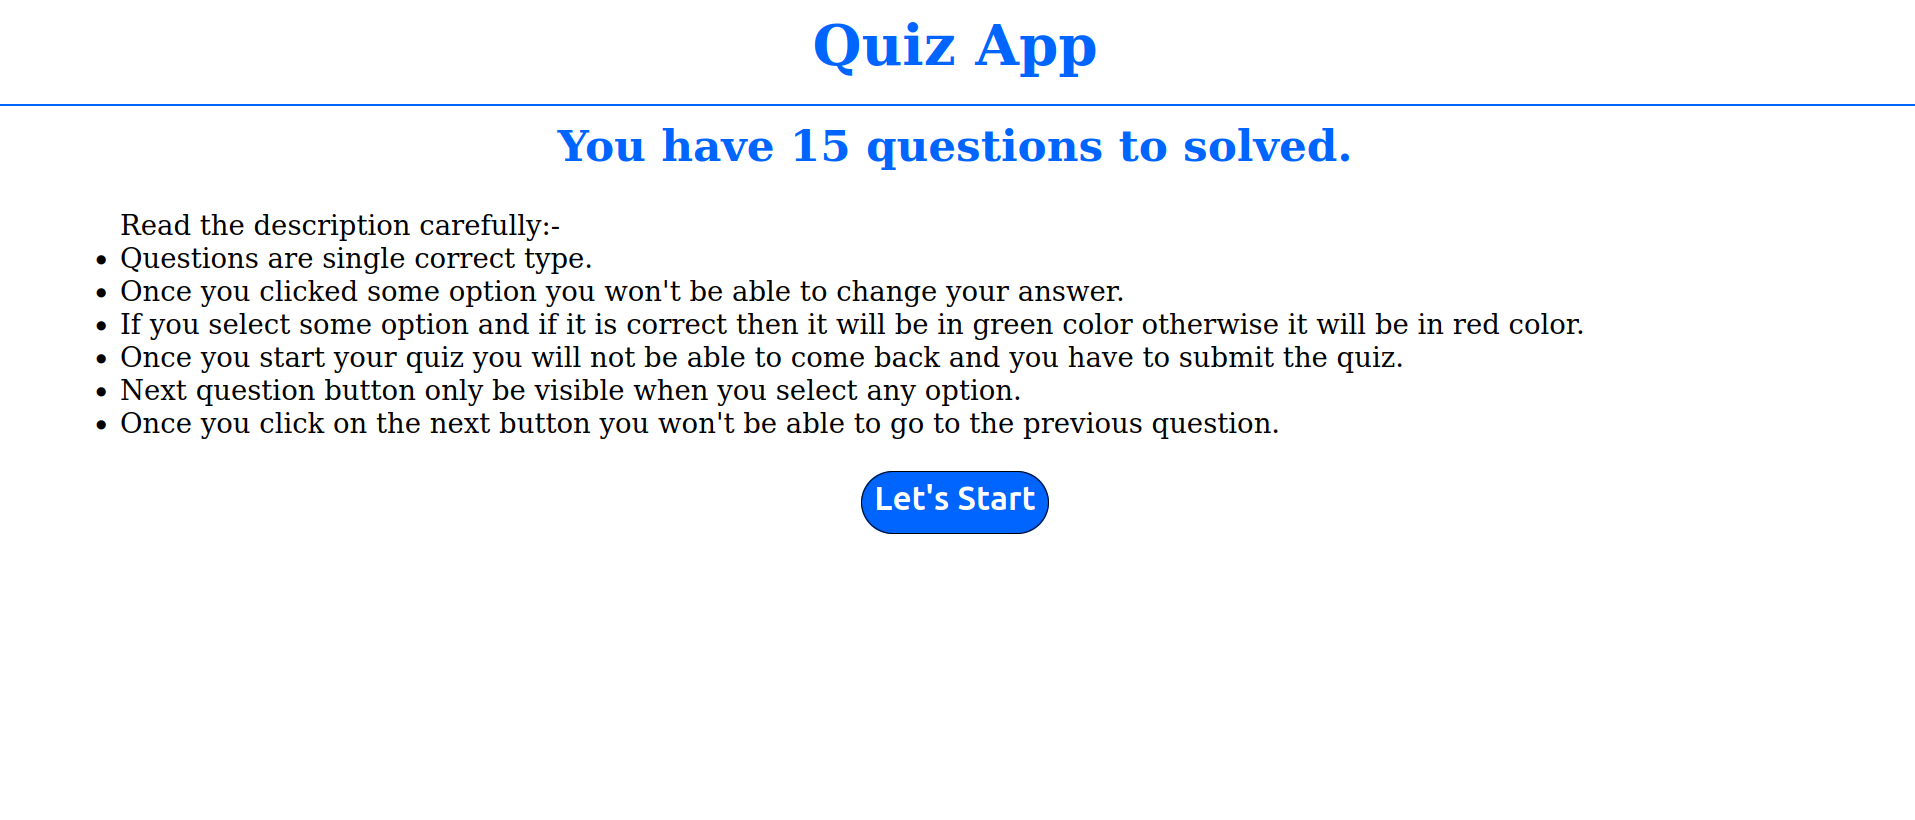 Quiz App
You have 15 questions to solved.
Read the description carefully:-
Questions are single correct type.
Once you clicked some option you won't be able to change your answer.
If you select some option and if it is correct then it will be in green color otherwise it will be in red color.
Once you start your quiz you will not be able to come back and you have to submit the quiz.
Next question button only be visible when you select any option.
Once you click on the next button you won't be able to go to the previous question.
Let's Start